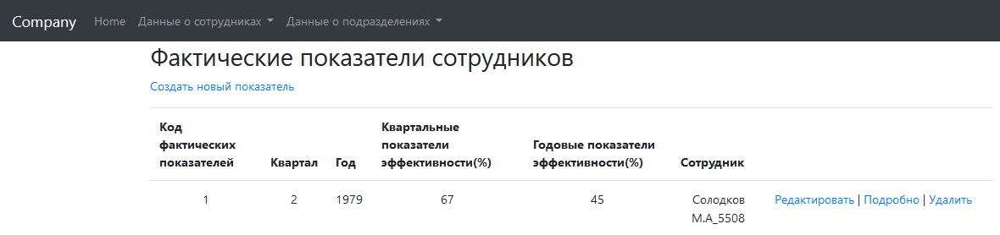 Company Home Данные о сотрудниках Данные о подразделениях
Фактические показатели сотрудников
Создать новый показатель
Код фактических показателей Квартал Год Квартальные показатели эффективности(%) Годовые показатели эффективности(%) Сотрудник
1 2 1979 67 45 Солодков М.А_5508 Редактировать | Подробно | Удалить